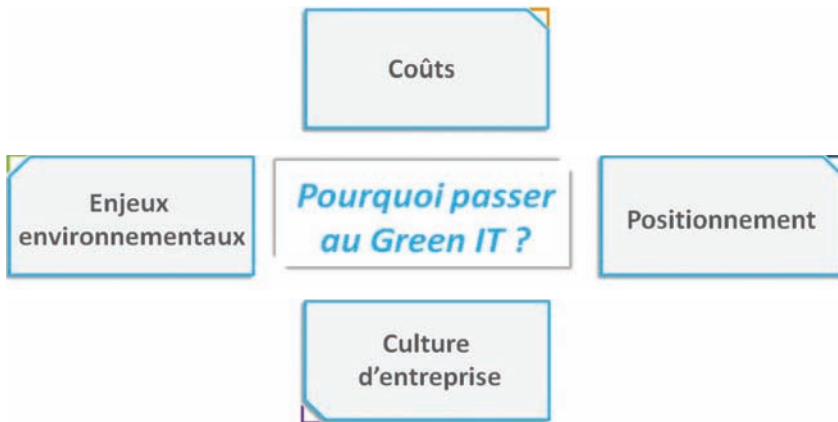 Coûts
Enjeux
environnementaux
Pourquoi passer
au Green IT ?
Positionnement
Culture
d’entreprise